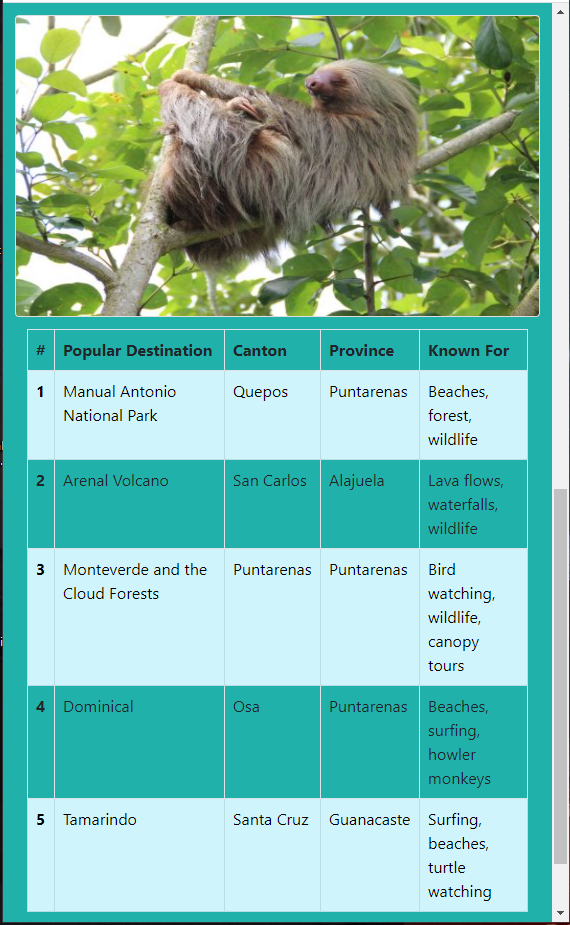 # Popular Destination Canton Province Known For
1 Manual Antonio Quepos Puntarenas Beaches,
National Park forest,
wildlife
2 Arenal Volcano San Carlos Alajuela Lava flows,
waterfalls,
wildlife
3 Monteverde and the Puntarenas Puntarenas Bird
Cloud Forests watching,
wildlife,
canopy
tours
4 Dominical Osa Puntarenas Beaches,
surfing,
howler
monkeys
5 Tamarindo Santa Cruz Guanacaste Surfing,
beaches,
turtle
watching